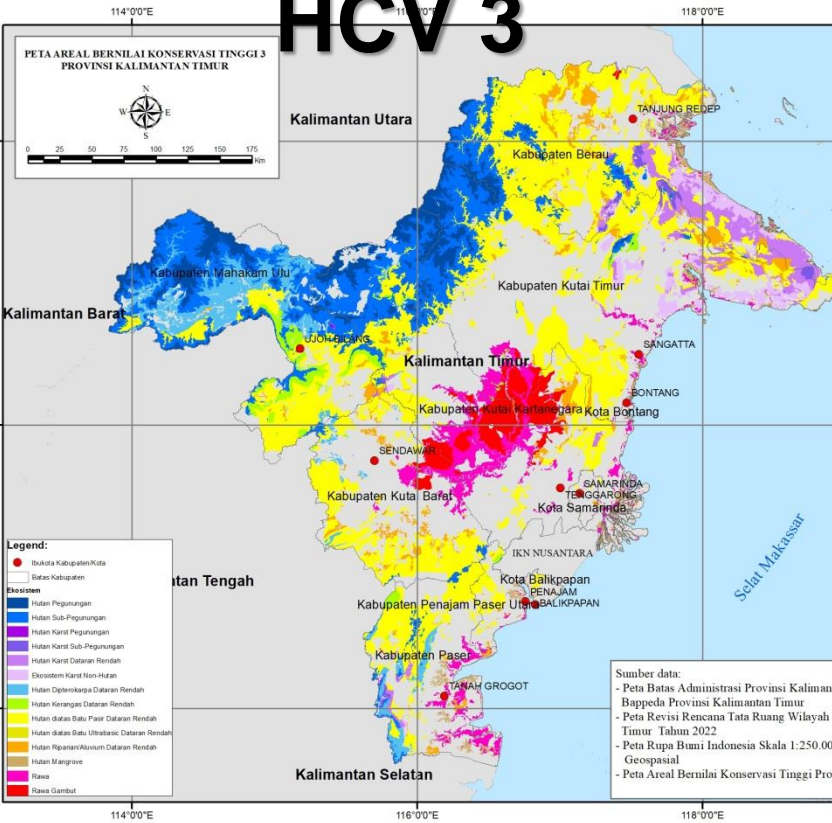 HCV 3
114°0'0"E
118°0'0"E
PETA AREAL BERNILAI KONSERVASI TINGGI 3
PROVINSI KALIMANTAN TIMUR
N
W E
S
0 25 50 75 100 125 150 175
Km
Kalimantan Utara
TANJUNG REDEP
Kabupaten Berau
Kabupaten Mahakam Ulu
Kabupaten Kutai Timur
Kalimantan Barat
UJOH BILANG
SANGATTA
Kalimantan Timur
BONTANG
Kabupaten Kutai Kartanegara
Kota Bontang
SENDAWAR
SAMARINDA
TENGGARONG
Kabupaten Kutai Barat
Kota Samarinda
Selat Makassar
IKN NUSANTARA
Kota Balikpapan
ntan Tengah
PENAJAM
Kabupaten Penajam Paser Utara
BALIKPAPAN
Kabupaten Paser
TANAH GROGOT
Kalimantan Selatan
Legend:
Ibukota Kabupaten/Kota
Batas Kabupaten
Ekosistem
Hutan Pegunungan
Hutan Sub-Pegunungan
Hutan Karst Pegunungan
Hutan Karst Sub-Pegunungan
Hutan Karst Dataran Rendah
Ekosistem Karst Non-Hutan
Hutan Dipterokarpa Dataran Rendah
Hutan Kerangas Dataran Rendah
Hutan diatas Batu Pasir Dataran Rendah
Hutan diatas Batu Ultrabasic Dataran Rendah
Hutan Riparian/Aluvium Dataran Rendah
Hutan Mangrove
Rawa
Rawa Gambut
Sumber data:
- Peta Batas Administrasi Provinsi Kaliman
Bappeda Provinsi Kalimantan Timur
- Peta Revisi Rencana Tata Ruang Wilayah
Timur Tahun 2022
- Peta Rupa Bumi Indonesia Skala 1:250.00
Geospasial
- Peta Areal Bernilai Konservasi Tinggi Pro
114°0'0"E
116°0'0"E
118°0'0"E